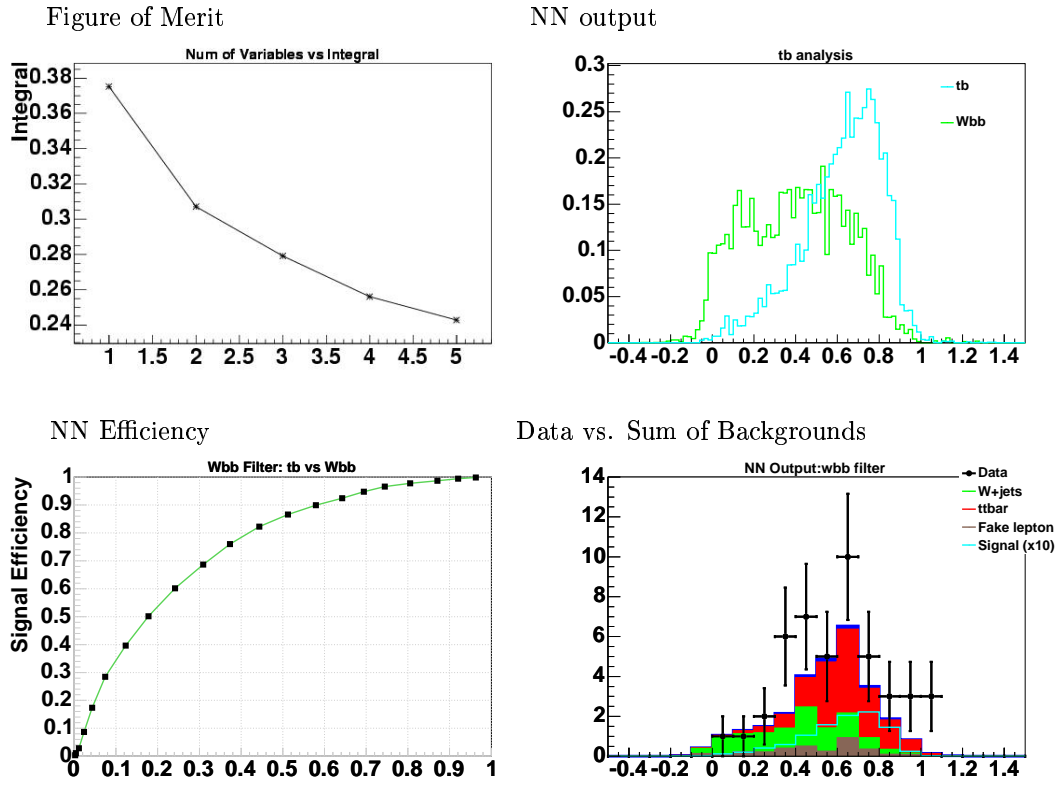 Figure of Merit
Num of Variables vs Integral
Integral
0.38
0.36
0.34
0.32
0.3
0.28
0.26
0.24
1 1.5 2 2.5 3 3.5 4 4.5 5
NN output
tb analysis
tb
Wbb
0.3
0.25
0.2
0.15
0.1
0.05
0
-0.4 -0.2 0 0.2 0.4 0.6 0.8 1 1.2 1.4
NN Efficiency
Wbb Filter: tb vs Wbb
Signal Efficiency
1
0.9
0.8
0.7
0.6
0.5
0.4
0.3
0.2
0.1
0
0 0.1 0.2 0.3 0.4 0.5 0.6 0.7 0.8 0.9 1
Data vs. Sum of Backgrounds
NN Output:wbb filter
Data
W+jets
ttbar
Fake lepton
Signal (x10)
14
12
10
8
6
4
2
0
-0.4 -0.2 0 0.2 0.4 0.6 0.8 1 1.2 1.4